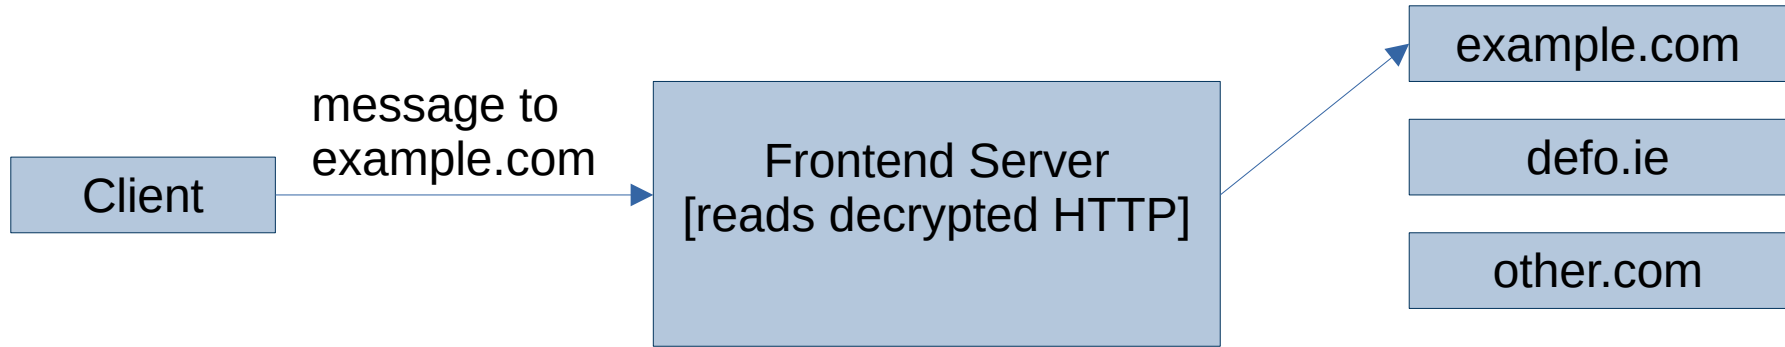 Client
message to
example.com
Frontend Server
[reads decrypted HTTP]
example.com
defo.ie
other.com